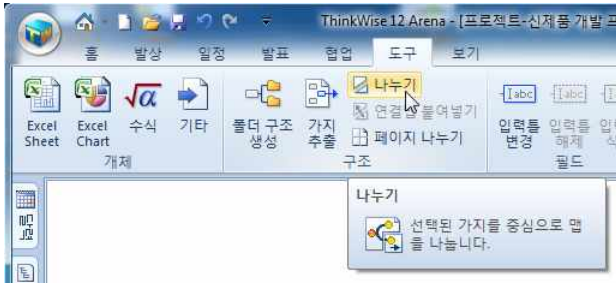 ThinkWise 12 Arena - [프로젝트-신제품 개발 프
홈 발상 일정 발표 협업 도구 보기
Excel Sheet
Excel Chart
수식
기타
개체
폴더 구조 생성
가지 추출
나누기
연결맵 붙여넣기
페이지 나누기
구조
입력틀 변경
입력틀 해제
필드
나누기
선택된 가지를 중심으로 맵
을 나눕니다.